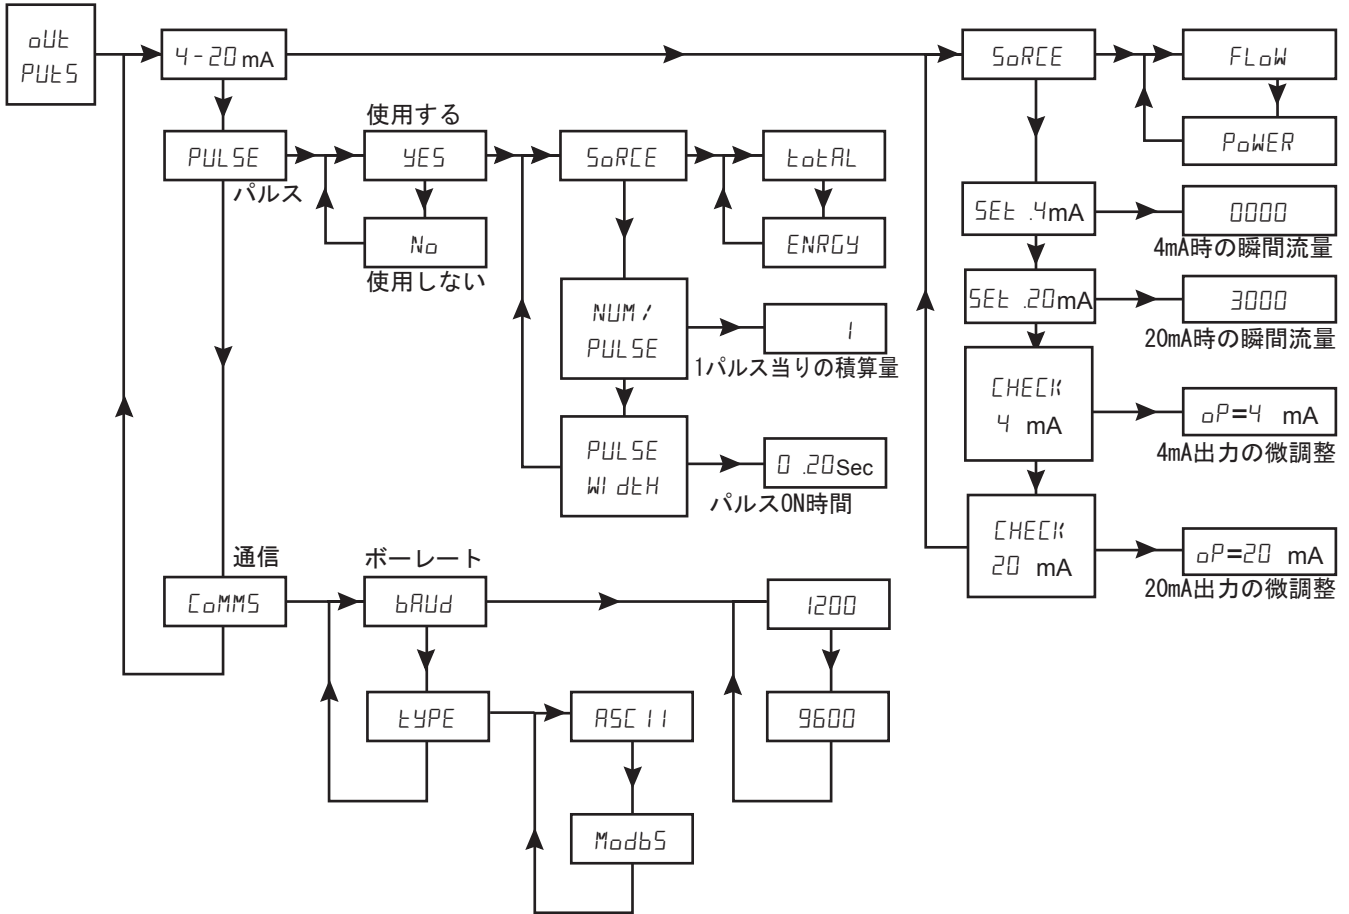 oUt
PUtS
4-20 mA
SoRCE
FLoW
PoWER
PULSE
パルス
使用する
YES
No
使用しない
SoRCE
totAL
ENRGY
NUM/
PULSE
1
1パルス当りの積算量
PULSE
WIdtH
0.20Sec
パルスON時間
SEt .4mA
0000
4mA時の瞬間流量
SEt .20mA
3000
20mA時の瞬間流量
CHECK
4 mA
oP=4 mA
4mA出力の微調整
CHECK
20 mA
oP=20 mA
20mA出力の微調整
通信
CoMMS
ボーレート
bAUd
1200
9600
tYPE
ASCII
ModbS